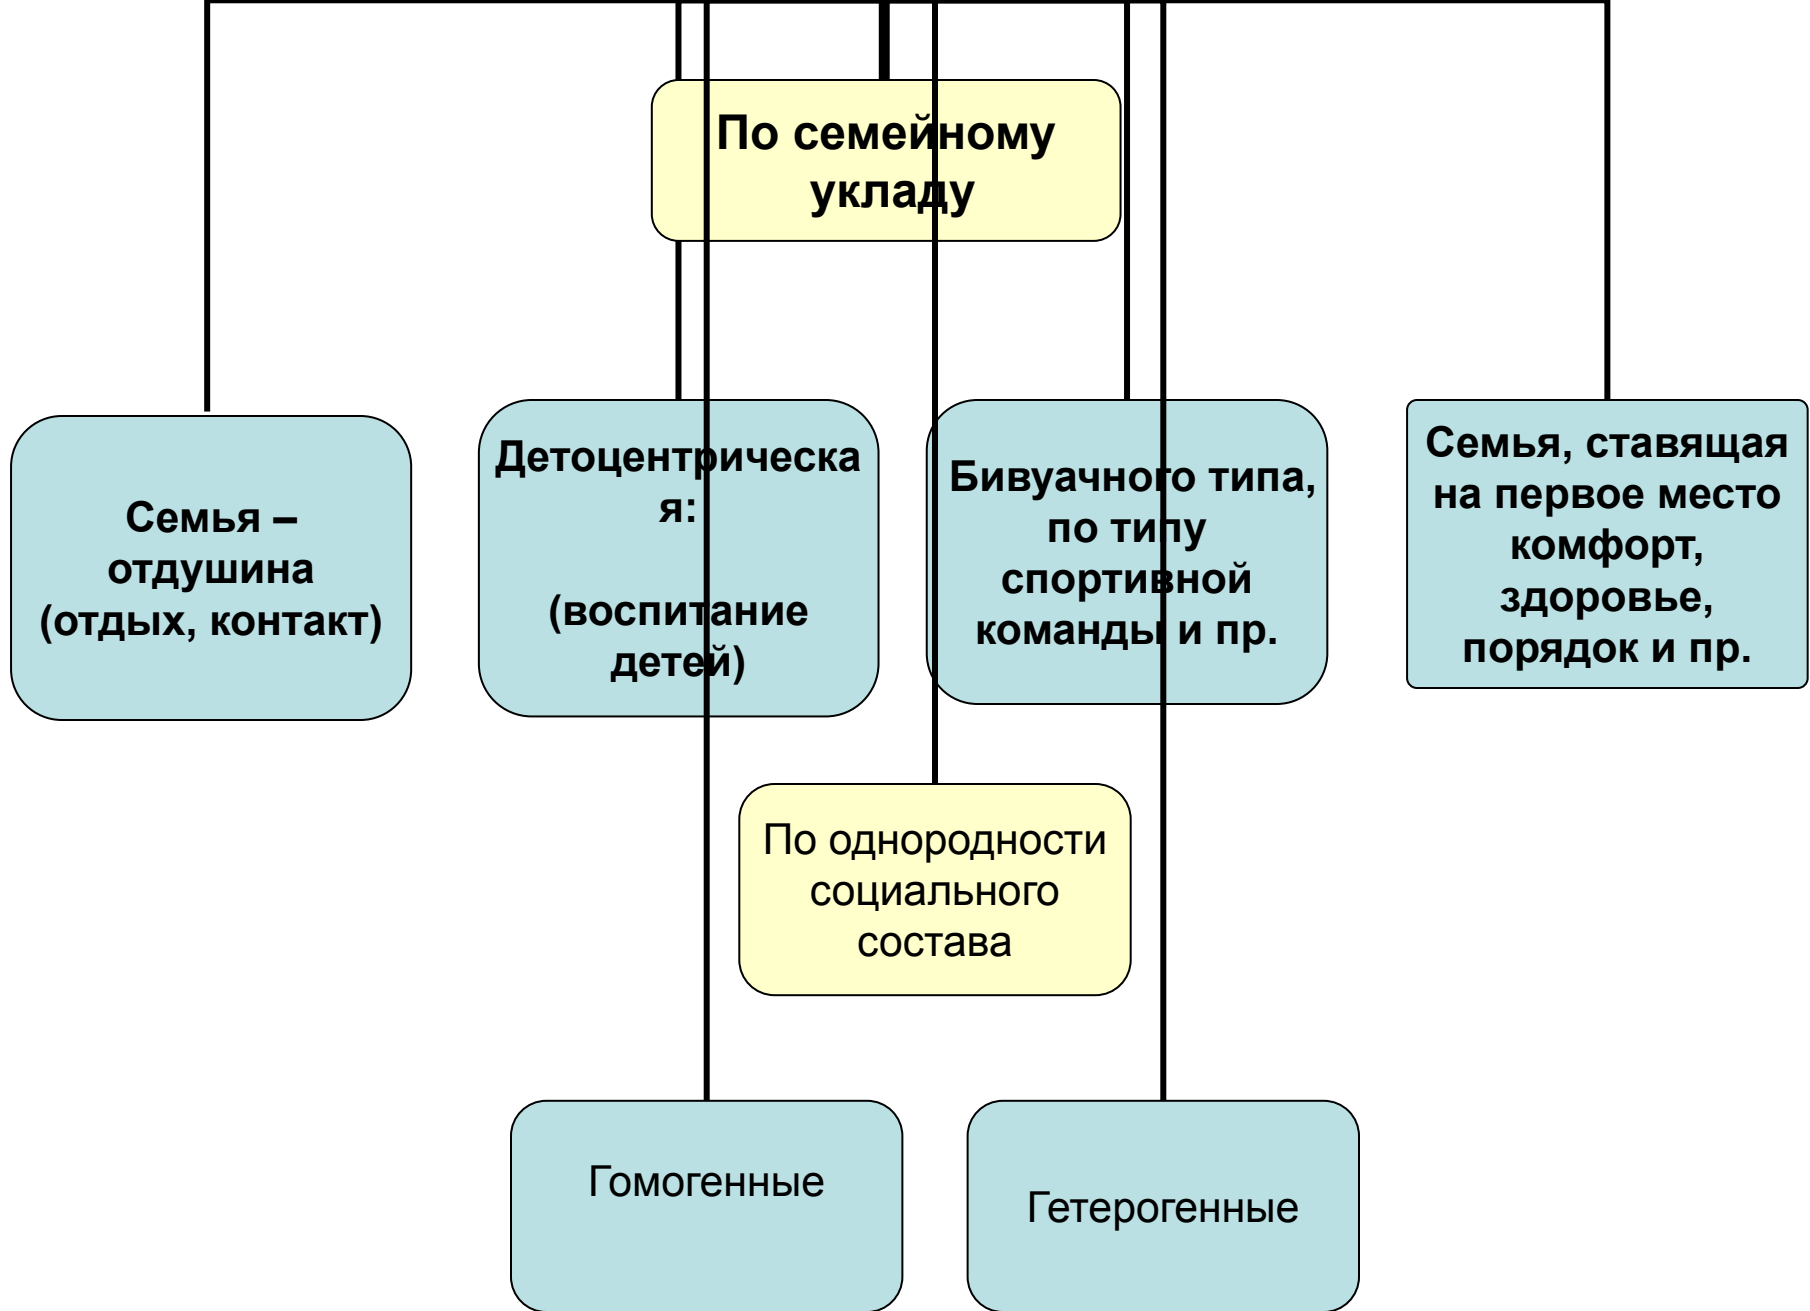 По семейному
укладу
Семья –
отдушина
(отдых, контакт)
Детоцентрическа
я:
(воспитание
детей)
Бивуачного типа,
по типу
спортивной
команды и пр.
Семья, ставящая
на первое место
комфорт,
здоровье,
порядок и пр.
По однородности
социального
состава
Гомогенные
Гетерогенные